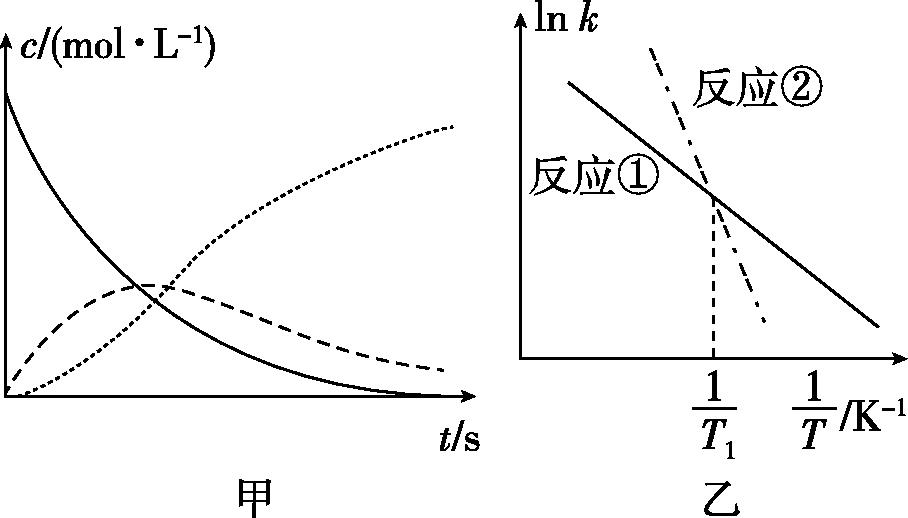 c/(mol·L⁻¹)
t/s
甲
ln k
反应②
反应①
1/T₁
1/T/K⁻¹
乙